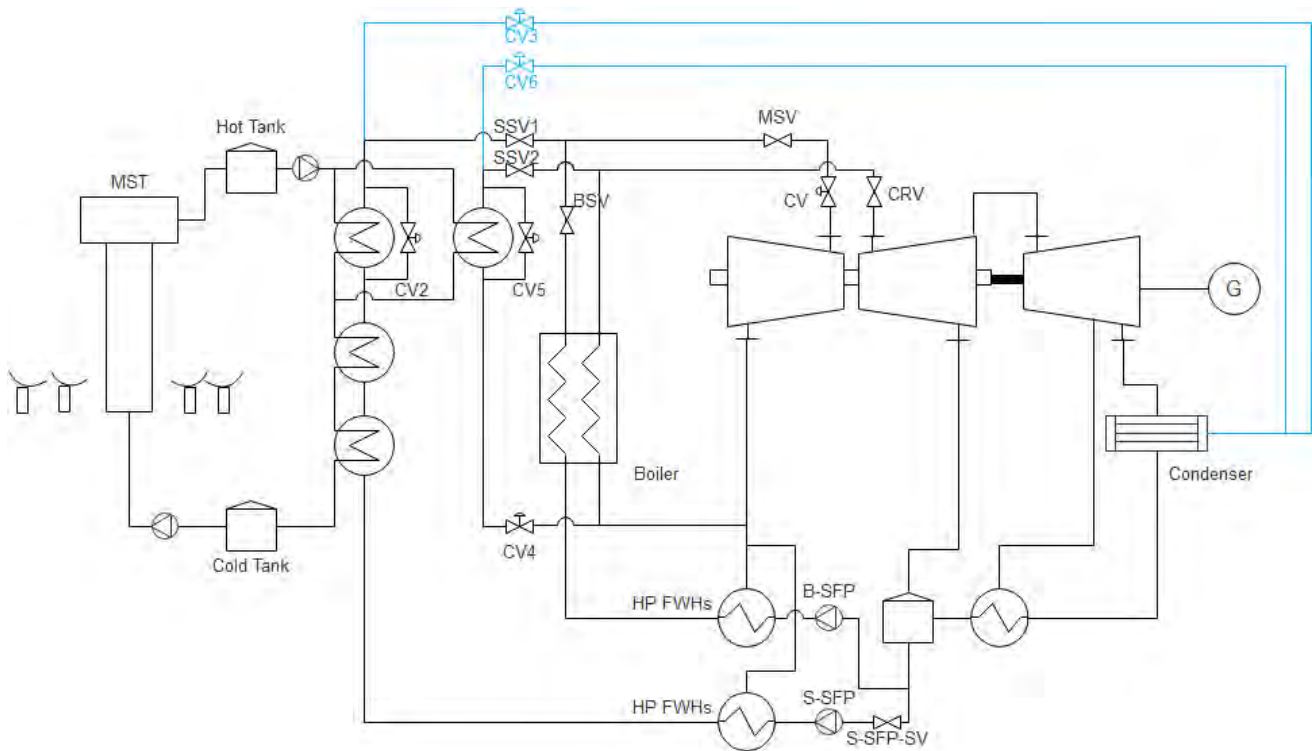 CV3
CV6
MSV
Hot Tank
SSV1
SSV2
MST
BSV
CV
CRV
CV2
CV5
G
Boiler
Condenser
CV4
Cold Tank
HP FWHs
B-SFP
HP FWHs
S-SFP
S-SFP-SV